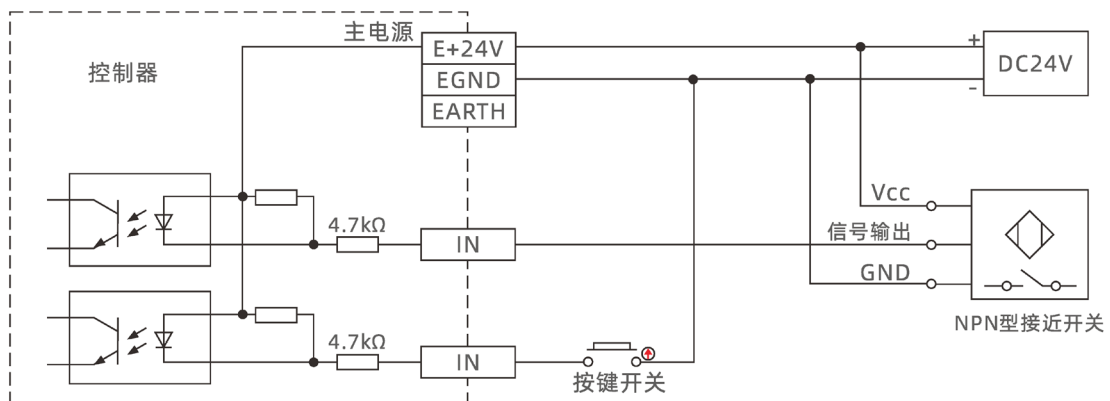 主电源
E+24V
EGND
EARTH
控制器
+
DC24V
-
Vcc
4.7kΩ
IN
信号输出
GND
NPN型接近开关
4.7kΩ
IN
按键开关